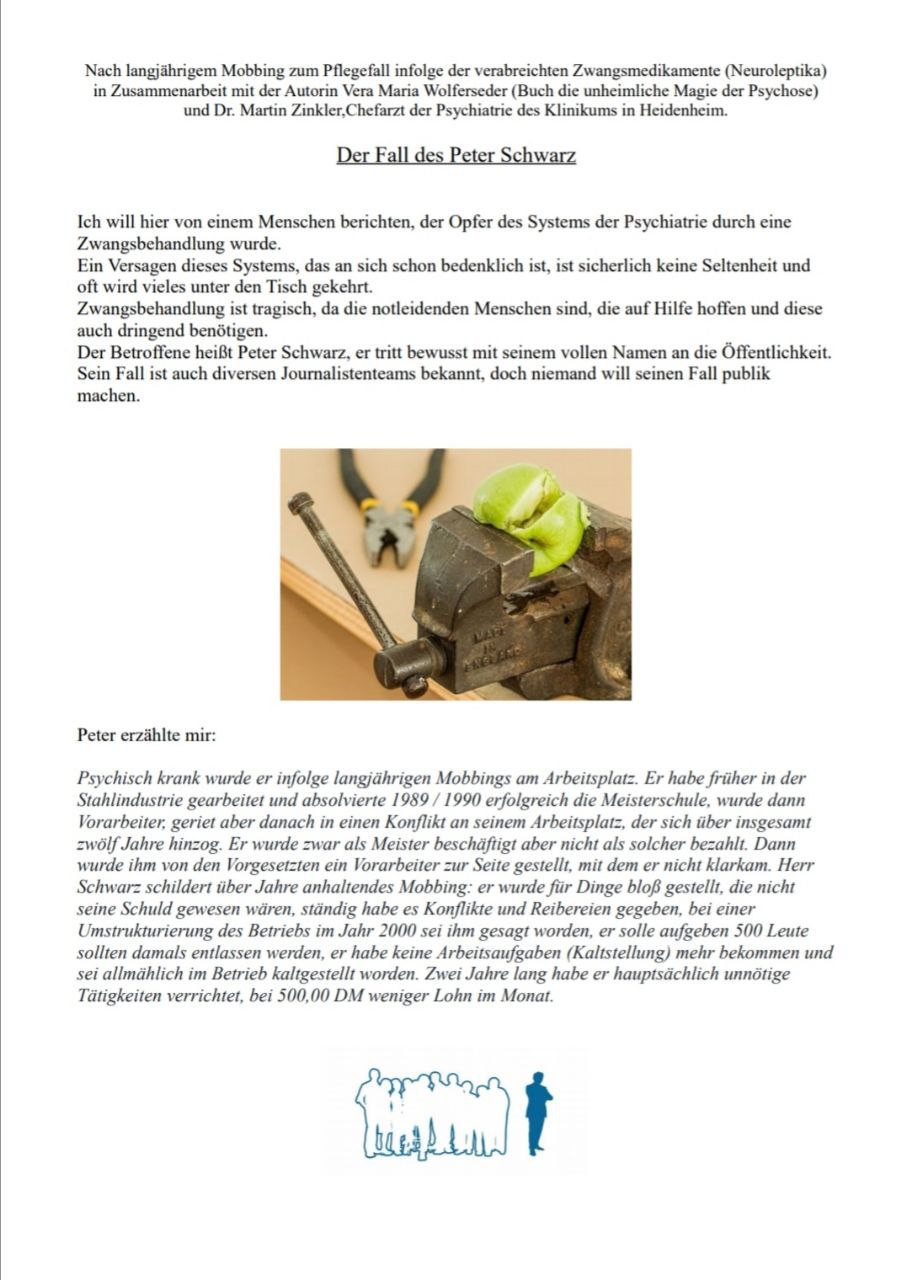 Nach langjährigem Mobbing zum Pflegefall infolge der verabreichten Zwangsmedikamente (Neuroleptika)
in Zusammenarbeit mit der Autorin Vera Maria Wolferseder (Buch die unheimliche Magie der Psychose)
und Dr. Martin Zinkler,Chefarzt der Psychiatrie des Klinikums in Heidenheim.
Der Fall des Peter Schwarz
Ich will hier von einem Menschen berichten, der Opfer des Systems der Psychiatrie durch eine
Zwangsbehandlung wurde.
Ein Versagen dieses Systems, das an sich schon bedenklich ist, ist sicherlich keine Seltenheit und
oft wird vieles unter den Tisch gekehrt.
Zwangsbehandlung ist tragisch, da die notleidenden Menschen sind, die auf Hilfe hoffen und diese
auch dringend benötigen.
Der Betroffene heißt Peter Schwarz, er tritt bewusst mit seinem vollen Namen an die Öffentlichkeit.
Sein Fall ist auch diversen Journalistenteams bekannt, doch niemand will seinen Fall publik
machen.
MADE
IN
ENGLAND
Peter erzählte mir:
Psychisch krank wurde er infolge langjährigen Mobbings am Arbeitsplatz. Er habe früher in der
Stahlindustrie gearbeitet und absolvierte 1989 / 1990 erfolgreich die Meisterschule, wurde dann
Vorarbeiter, geriet aber danach in einen Konflikt an seinem Arbeitsplatz, der sich über insgesamt
zwölf Jahre hinzog. Er wurde zwar als Meister beschäftigt aber nicht als solcher bezahlt. Dann
wurde ihm von den Vorgesetzten ein Vorarbeiter zur Seite gestellt, mit dem er nicht klarkam. Herr
Schwarz schildert über Jahre anhaltendes Mobbing: er wurde für Dinge bloß gestellt, die nicht
seine Schuld gewesen wären, ständig habe es Konflikte und Reibereien gegeben, bei einer
Umstrukturierung des Betriebs im Jahr 2000 sei ihm gesagt worden, er solle aufgeben 500 Leute
sollten damals entlassen werden, er habe keine Arbeitsaufgaben (Kaltstellung) mehr bekommen und
sei allmählich im Betrieb kaltgestellt worden. Zwei Jahre lang habe er hauptsächlich unnötige
Tätigkeiten verrichtet, bei 500,00 DM weniger Lohn im Monat.